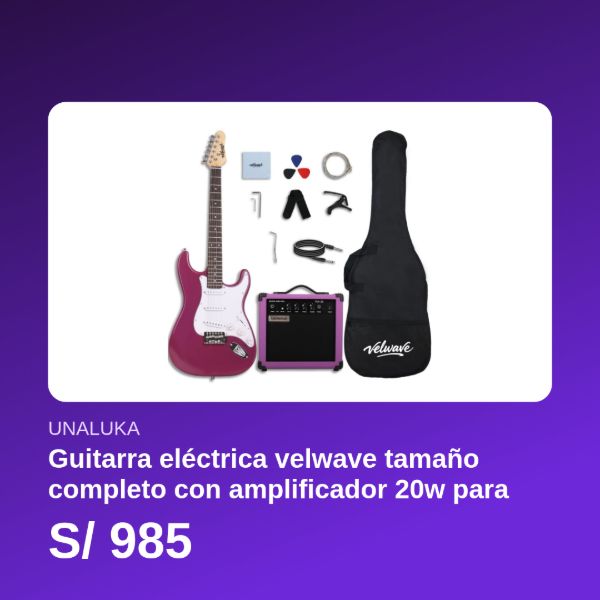 velwave
UNALUKA
Guitarra eléctrica velwave tamaño
completo con amplificador 20w para
S/ 985